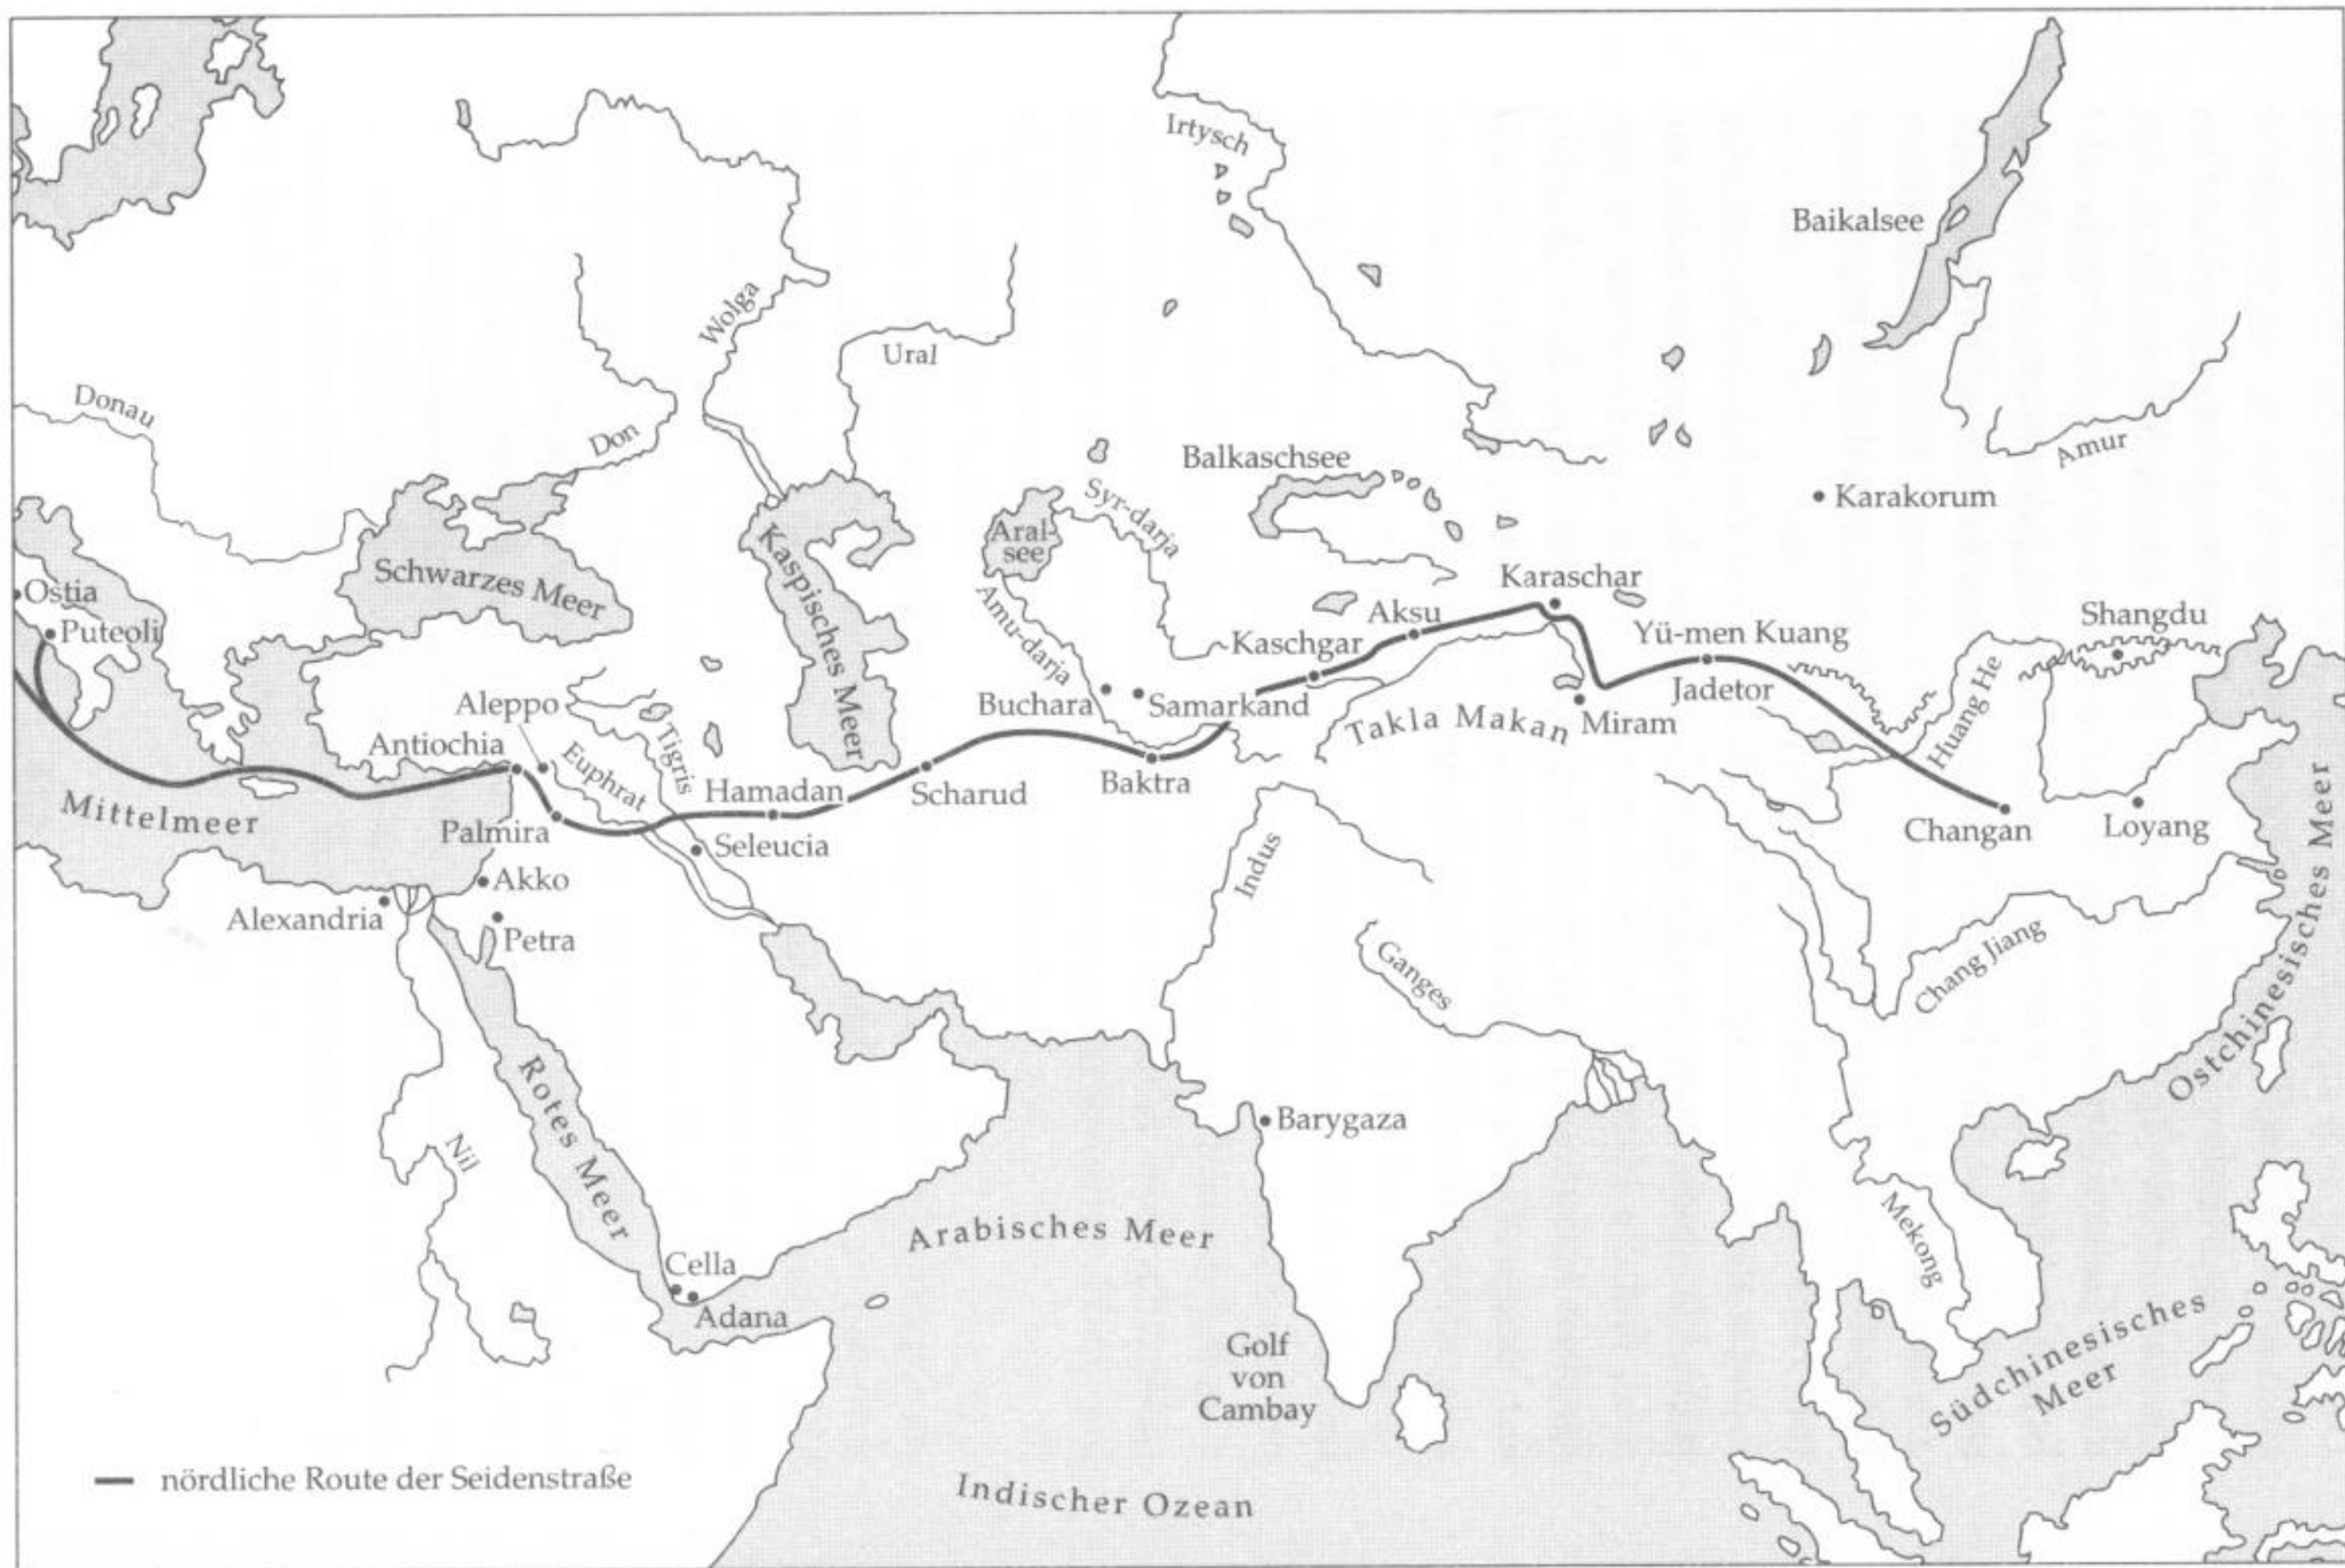 Irtysch
Baikalsee
Wolga
Ural
Donau
Don
Amur
Balkaschsee
Syr-darja
Karakorum
Aral-
see
Kaspisches Meer
Schwarzes Meer
Karaschar
Ostia
Aksu
Shangdu
Puteoli
Amu-darja
Kaschgar
Yü-men Kuang
Huang He
Jadetor
Aleppo
Buchara
Samarkand
Takla Makan
Miram
Antiochia
Euphrat
Tigris
Hamadan
Scharud
Baktra
Mittelmeer
Palmira
Seleucia
Changan
Loyang
Akko
Indus
Alexandria
Petra
Ganges
Chang Jiang
Ostchinesisches Meer
Rotes Meer
Barygaza
Nil
Arabisches Meer
Mekong
Cella
Adana
Golf
von
Cambay
Südchinesisches
Meer
nördliche Route der Seidenstraße
Indischer Ozean